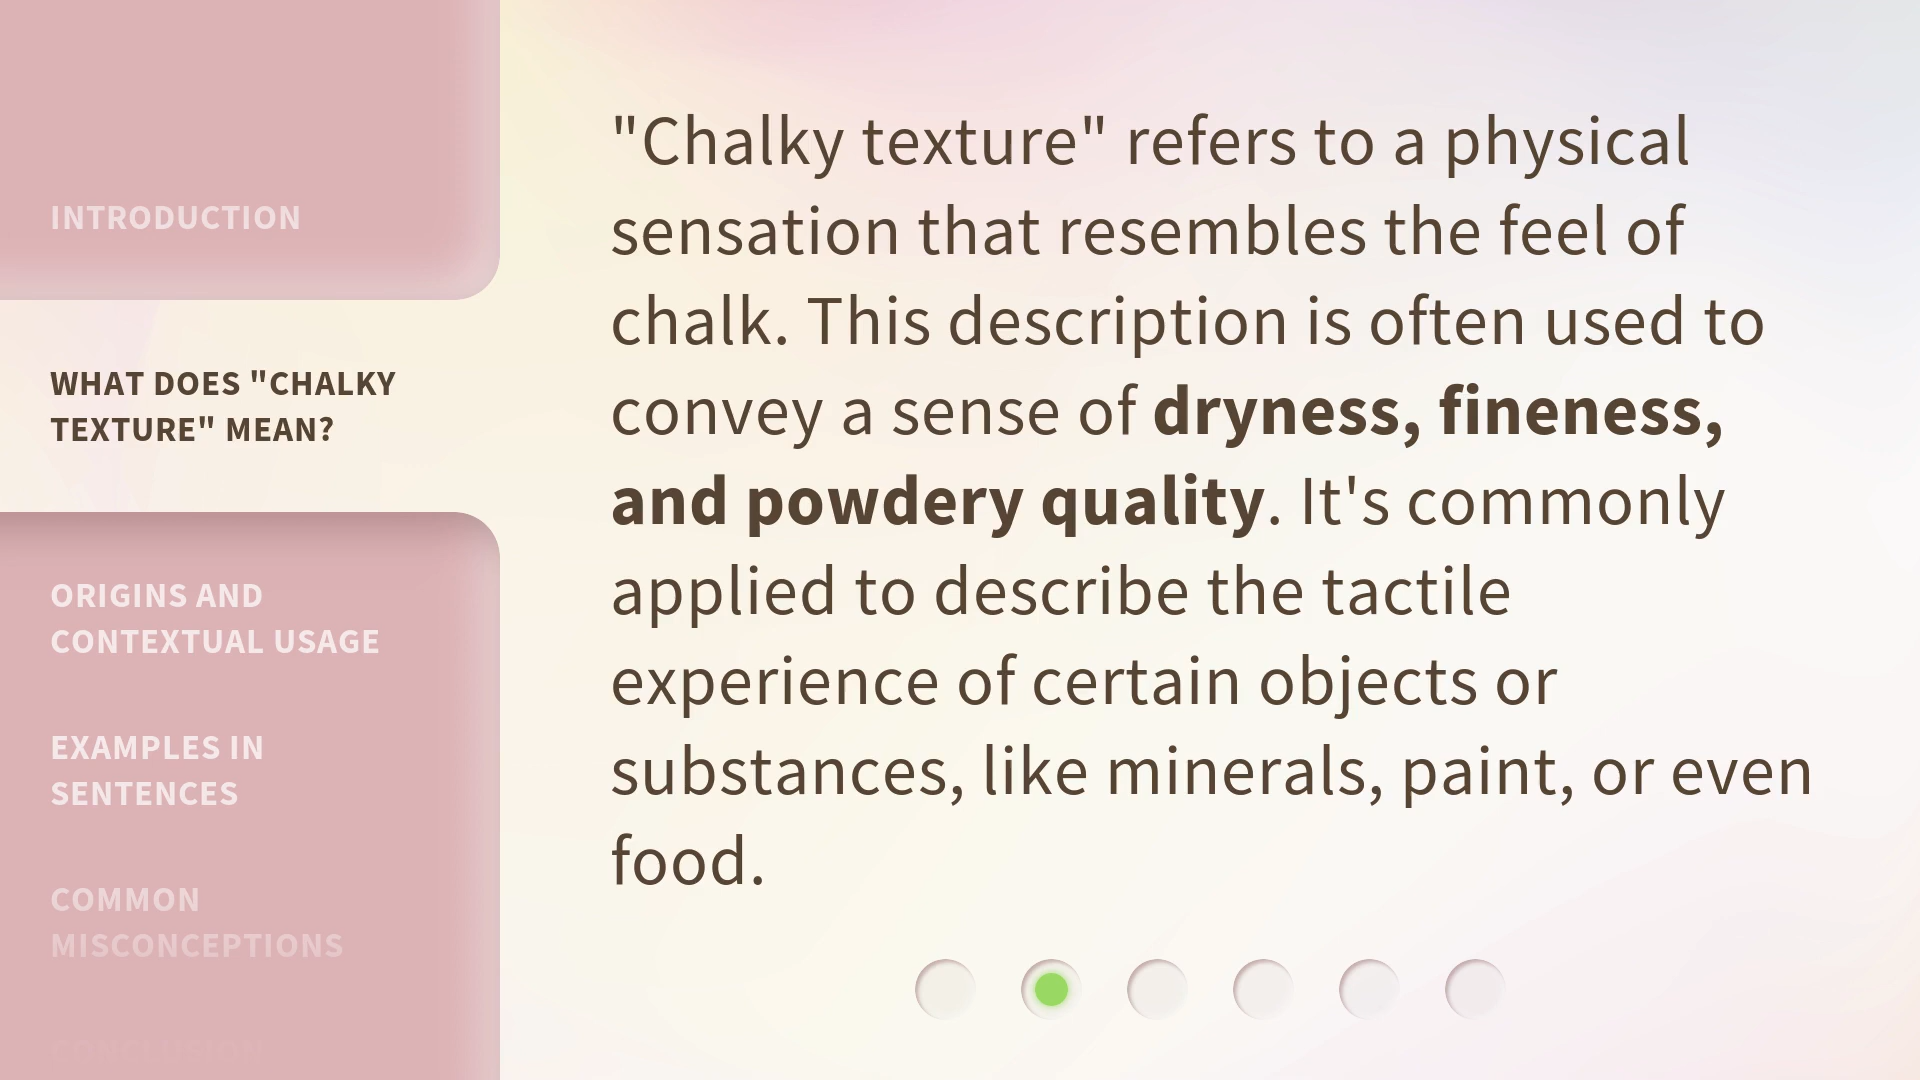 INTRODUCTION
WHAT DOES "CHALKY
TEXTURE" MEAN?
ORIGINS AND
CONTEXTUAL USAGE
EXAMPLES IN
SENTENCES
COMMON
MISCONCEPTIONS
CONCLUSION
"Chalky texture" refers to a physical
sensation that resembles the feel of
chalk. This description is often used to
convey a sense of dryness, fineness,
and powdery quality. It's commonly
applied to describe the tactile
experience of certain objects or
substances, like minerals, paint, or even
food.